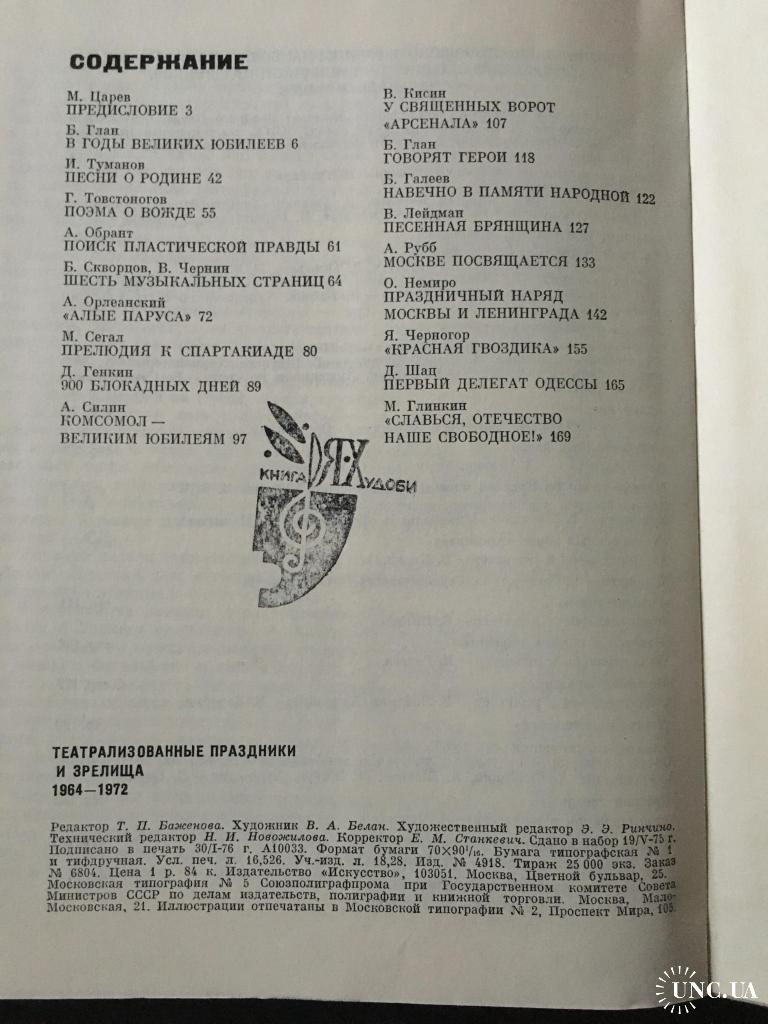 СОДЕРЖАНИЕ
М. Царев
ПРЕДИСЛОВИЕ 3
Б. Глан
В ГОДЫ ВЕЛИКИХ ЮБИЛЕЕВ 6
И. Туманов
ПЕСНИ О РОДИНЕ 42
Г. Товстоногов
ПОЭМА О ВОЖДЕ 55
А. Обрант
ПОИСК ПЛАСТИЧЕСКОЙ ПРАВДЫ 61
Б. Скворцов, В. Чернин
ШЕСТЬ МУЗЫКАЛЬНЫХ СТРАНИЦ 64
А. Орлеанский
«АЛЫЕ ПАРУСА» 72
М. Сегал
ПРЕЛЮДИЯ К СПАРТАКИАДЕ 80
Д. Генкин
900 БЛОКАДНЫХ ДНЕЙ 89
А. Силин
КОМСОМОЛ —
ВЕЛИКИМ ЮБИЛЕЯМ 97
В. Кисин
У СВЯЩЕННЫХ ВОРОТ
«АРСЕНАЛА» 107
Б. Глан
ГОВОРЯТ ГЕРОИ 118
Б. Галеев
НАВЕЧНО В ПАМЯТИ НАРОДНОЙ 122
В. Лейдман
ПЕСЕННАЯ БРЯНЩИНА 127
А. Рубб
МОСКВЕ ПОСВЯЩАЕТСЯ 133
О. Немиро
ПРАЗДНИЧНЫЙ НАРЯД
МОСКВЫ И ЛЕНИНГРАДА 142
Я. Черногор
«КРАСНАЯ ГВОЗДИКА» 155
Д. Шац
ПЕРВЫЙ ДЕЛЕГАТ ОДЕССЫ 165
М. Глинкин
«СЛАВЬСЯ, ОТЕЧЕСТВО
НАШЕ СВОБОДНОЕ!» 169
КНИГА
ТЕАТРАЛИЗОВАННЫЕ ПРАЗДНИКИ
И ЗРЕЛИЩА
1964—1972
Редактор Т. П. Баженова. Художник В. А. Белан. Художественный редактор Э. Э. Ринчино.
Технический редактор Н. И. Новожилова. Корректор Е. М. Станкевич. Сдано в набор 19/V-75 г.
Подписано в печать 30/I-76 г. А10033. Формат бумаги 70×90¹/₁₆. Бумага типографская № 1
и тифдручная. Усл. печ. л. 16,526. Уч.-изд. л. 18,28. Изд. № 4918. Тираж 25 000 экз. Заказ
№ 6804. Цена 1 р. 84 к. Издательство «Искусство», 103051. Москва, Цветной бульвар, 25.
Московская типография № 5 Союзполиграфпрома при Государственном комитете Совета
Министров СССР по делам издательств, полиграфии и книжной торговли. Москва, Мало-
Московская, 21. Иллюстрации отпечатаны в Московской типографии № 2, Проспект Мира, 105.
UNC.UA